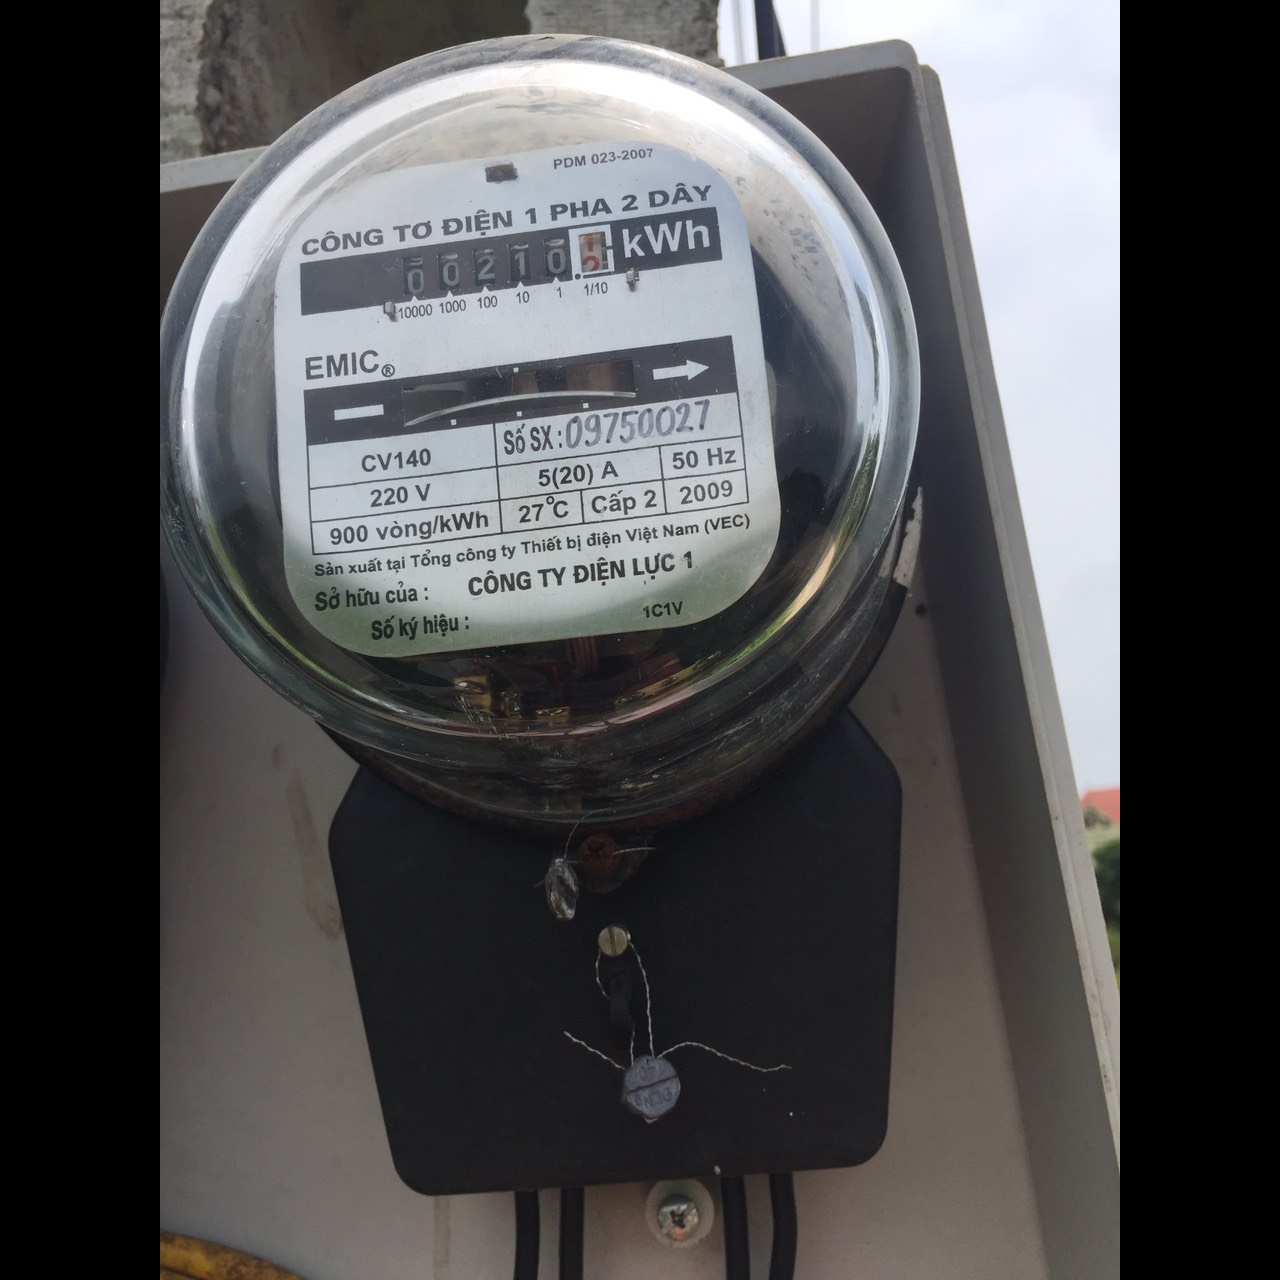 PDM 023-2007
CÔNG TƠ ĐIỆN 1 PHA 2 DÂY
00210. kWh
10000 1000 100 10 1 1/10
EMIC®
CV140 Số SX: 09750027
220 V 5(20) A 50 Hz
900 vòng/kWh 27°C Cấp 2 2009
Sản xuất tại Tổng công ty Thiết bị điện Việt Nam (VEC)
Sở hữu của : CÔNG TY ĐIỆN LỰC 1
Số ký hiệu : 1C1V